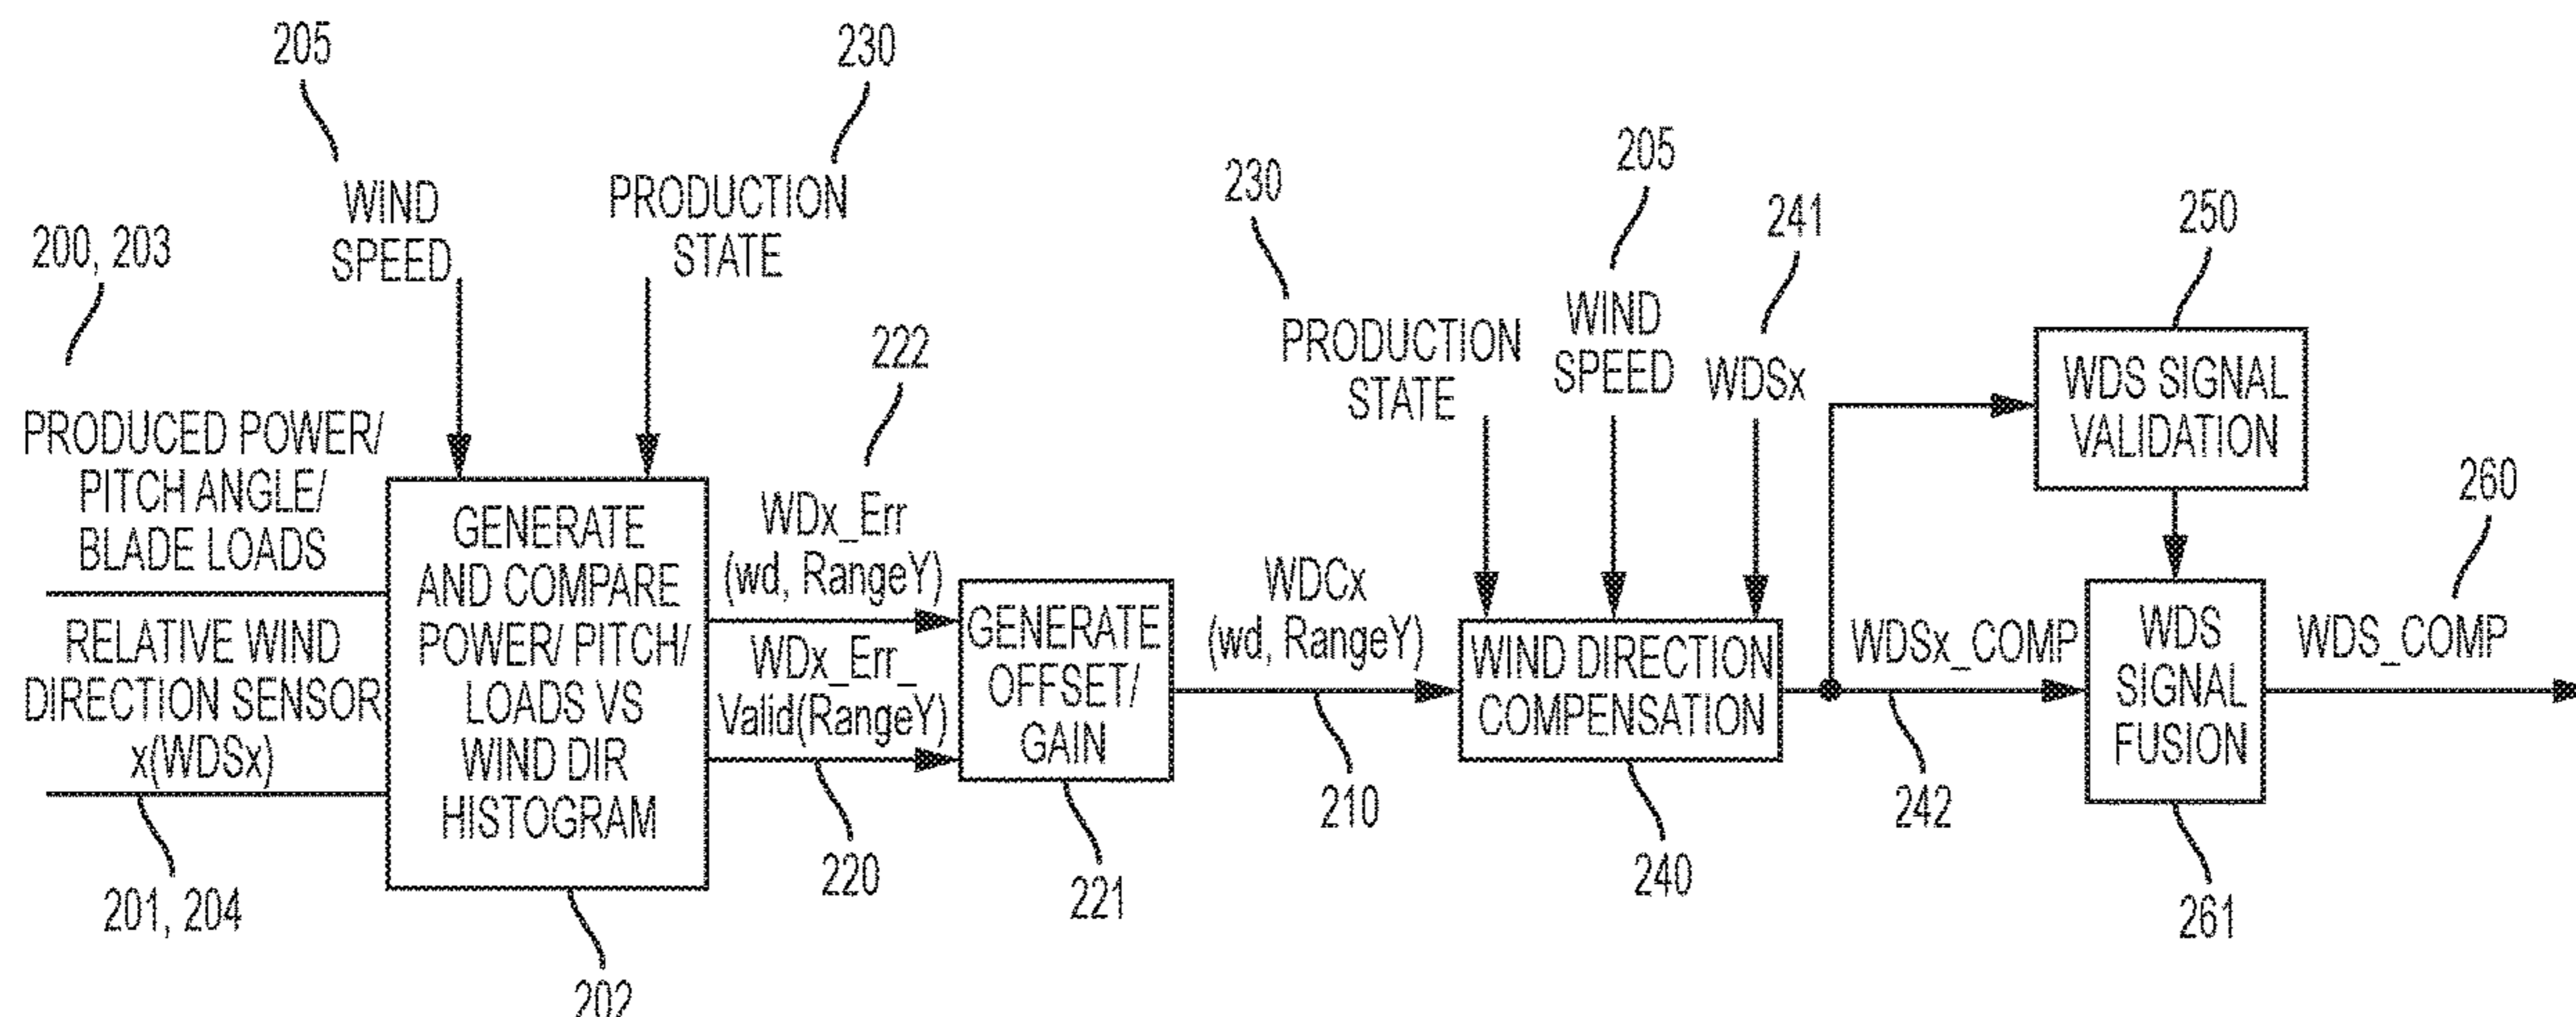 205
230
WIND
SPEED
PRODUCTION
STATE
200, 203
PRODUCED POWER/
PITCH ANGLE/
BLADE LOADS
RELATIVE WIND
DIRECTION SENSOR
x(WDSx)
201, 204
GENERATE
AND COMPARE
POWER/ PITCH/
LOADS VS
WIND DIR
HISTOGRAM
202
222
WDx_Err
(wd, RangeY)
WDx_Err_
Valid(RangeY)
220
GENERATE
OFFSET/
GAIN
221
WDCx
(wd, RangeY)
210
230
PRODUCTION
STATE
205
WIND
SPEED
241
WDSx
WIND DIRECTION
COMPENSATION
240
250
WDS SIGNAL
VALIDATION
WDSx_COMP
242
WDS
SIGNAL
FUSION
261
260
WDS_COMP